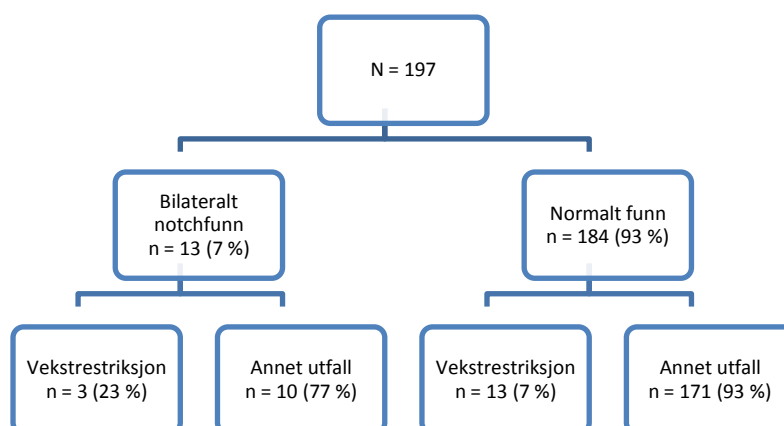 N = 197
Bilateralt
notchfunn
n = 13 (7 %)
Normalt funn
n = 184 (93 %)
Vekstrestriksjon
n = 3 (23 %)
Annet utfall
n = 10 (77 %)
Vekstrestriksjon
n = 13 (7 %)
Annet utfall
n = 171 (93 %)